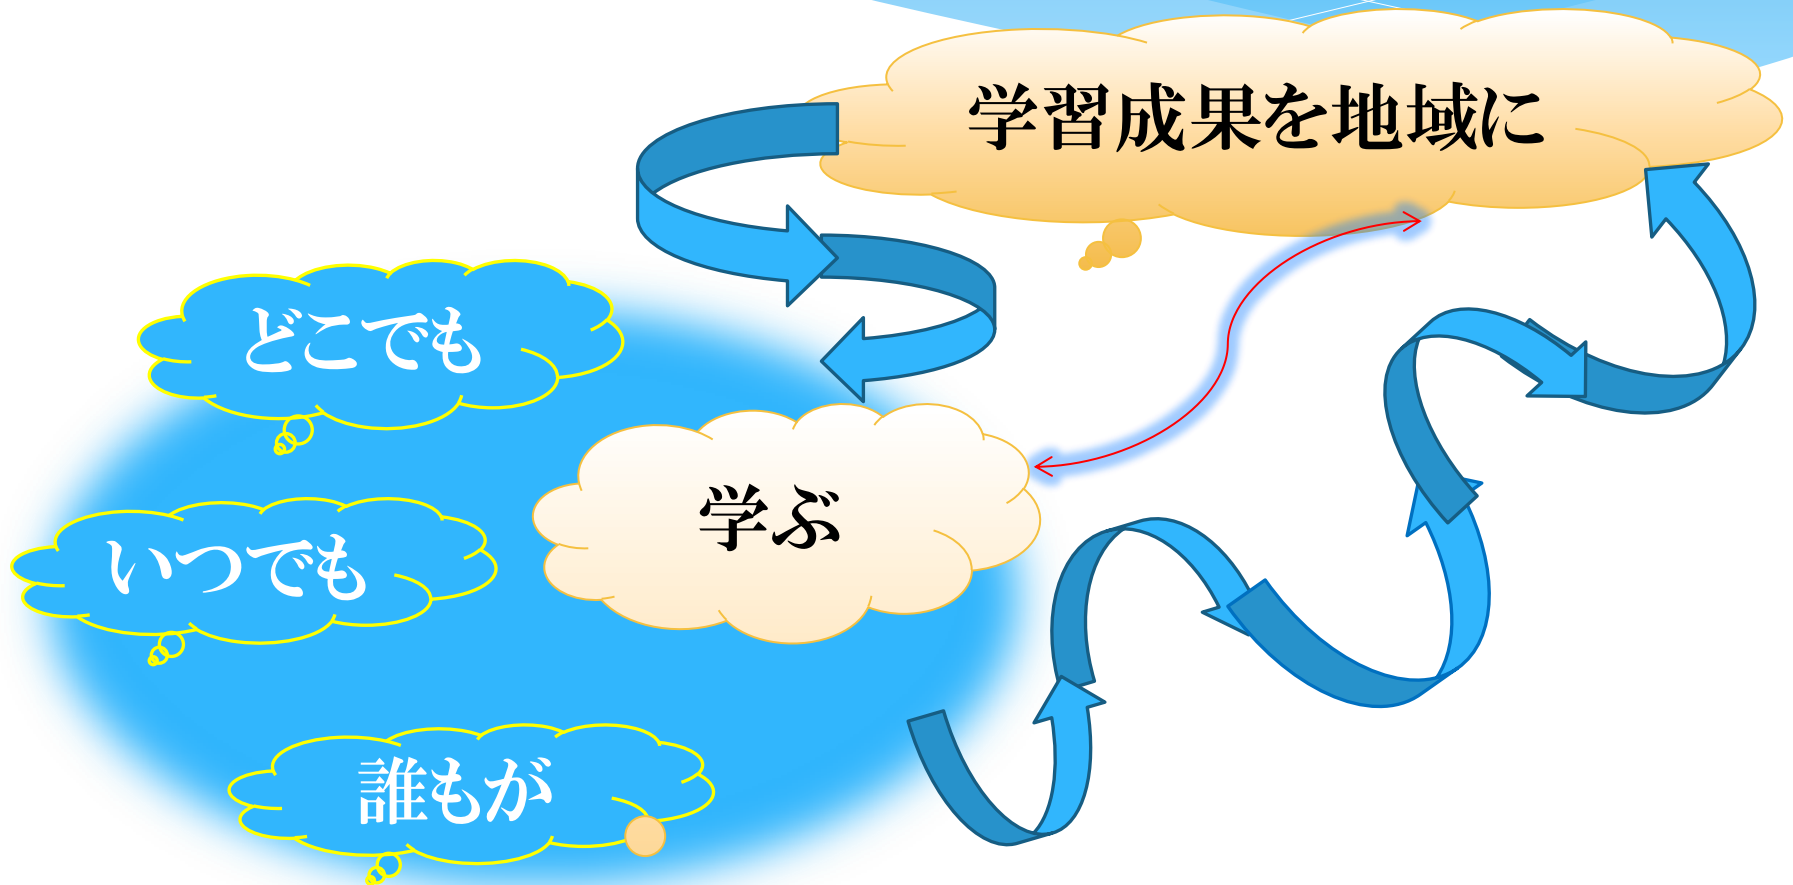 学習成果を地域に
どこでも
学ぶ
いつでも
誰もが